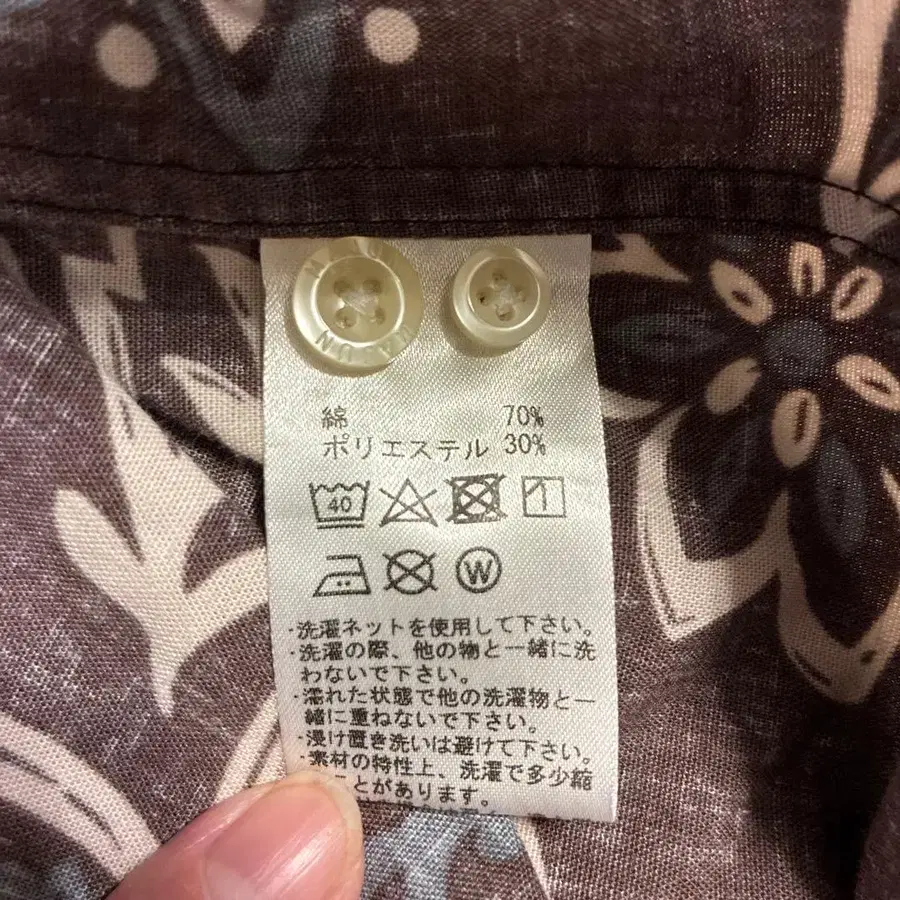 綿 70%
ポリエステル 30%
40
W
・洗濯ネットを使用して下さい。
・洗濯の際、他の物と一緒に洗
わないで下さい。
・濡れた状態で他の洗濯物と一
緒に重ねないで下さい。
・浸け置き洗いは避けて下さい。
・素材の特性上、洗濯で多少縮
ことがあります。